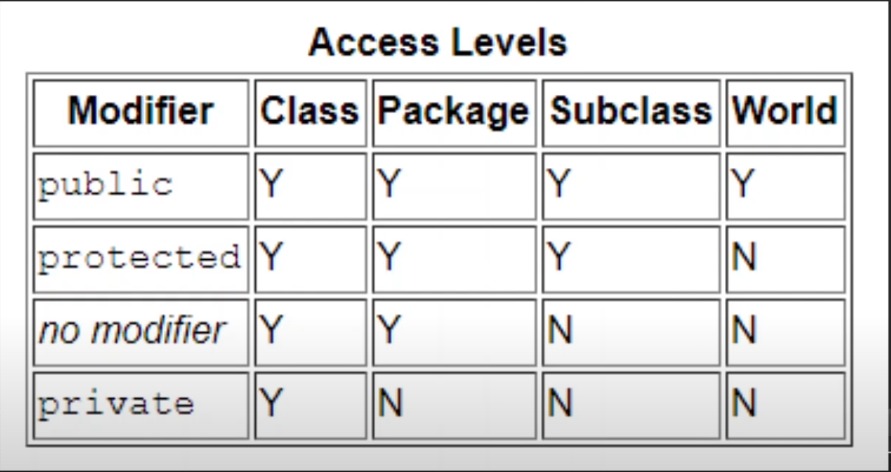 Access Levels
Modifier Class Package Subclass World
public Y Y Y Y
protected Y Y Y N
no modifier Y Y N N
private Y N N N